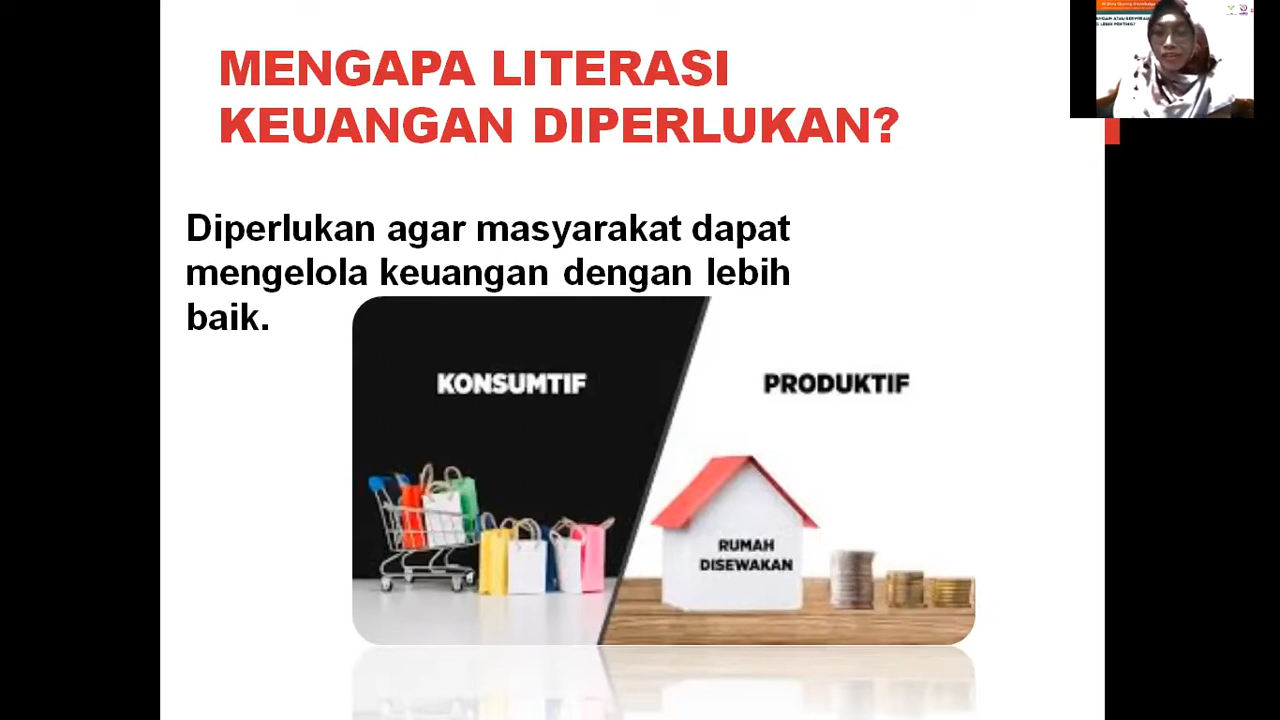 MENGAPA LITERASI
KEUANGAN DIPERLUKAN?
Diperlukan agar masyarakat dapat
mengelola keuangan dengan lebih
baik.
KONSUMTIF
PRODUKTIF
RUMAH
DISEWAKAN